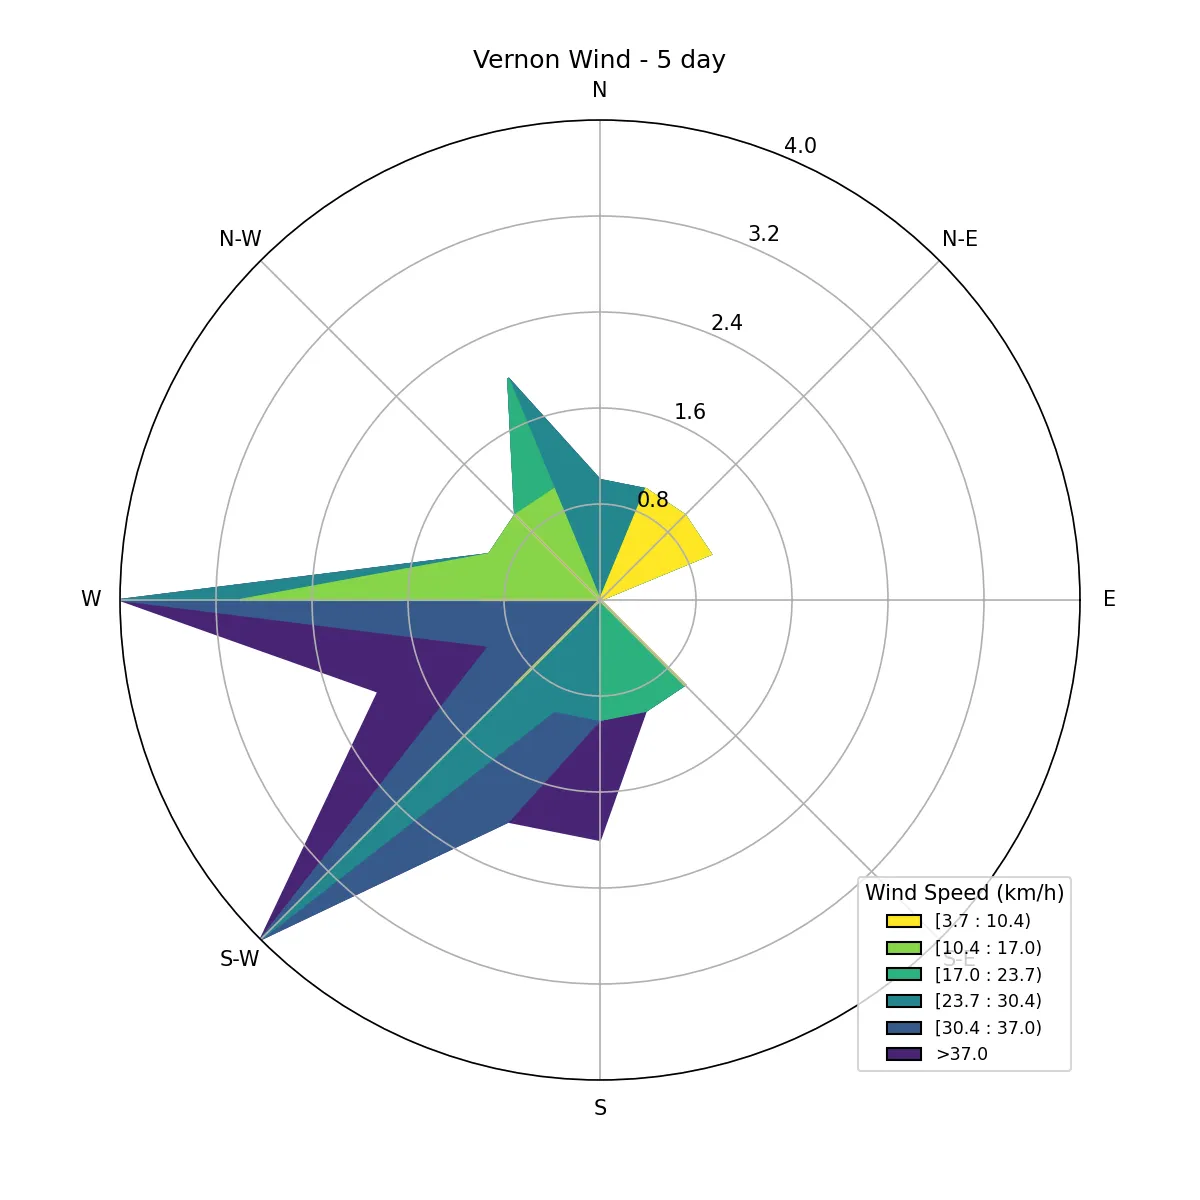 Vernon Wind - 5 day
N
4.0
N-W
3.2
N-E
2.4
1.6
0.8
W
E
S-W
S-E
S
Wind Speed (km/h)
[3.7 : 10.4)
[10.4 : 17.0)
[17.0 : 23.7)
[23.7 : 30.4)
[30.4 : 37.0)
>37.0